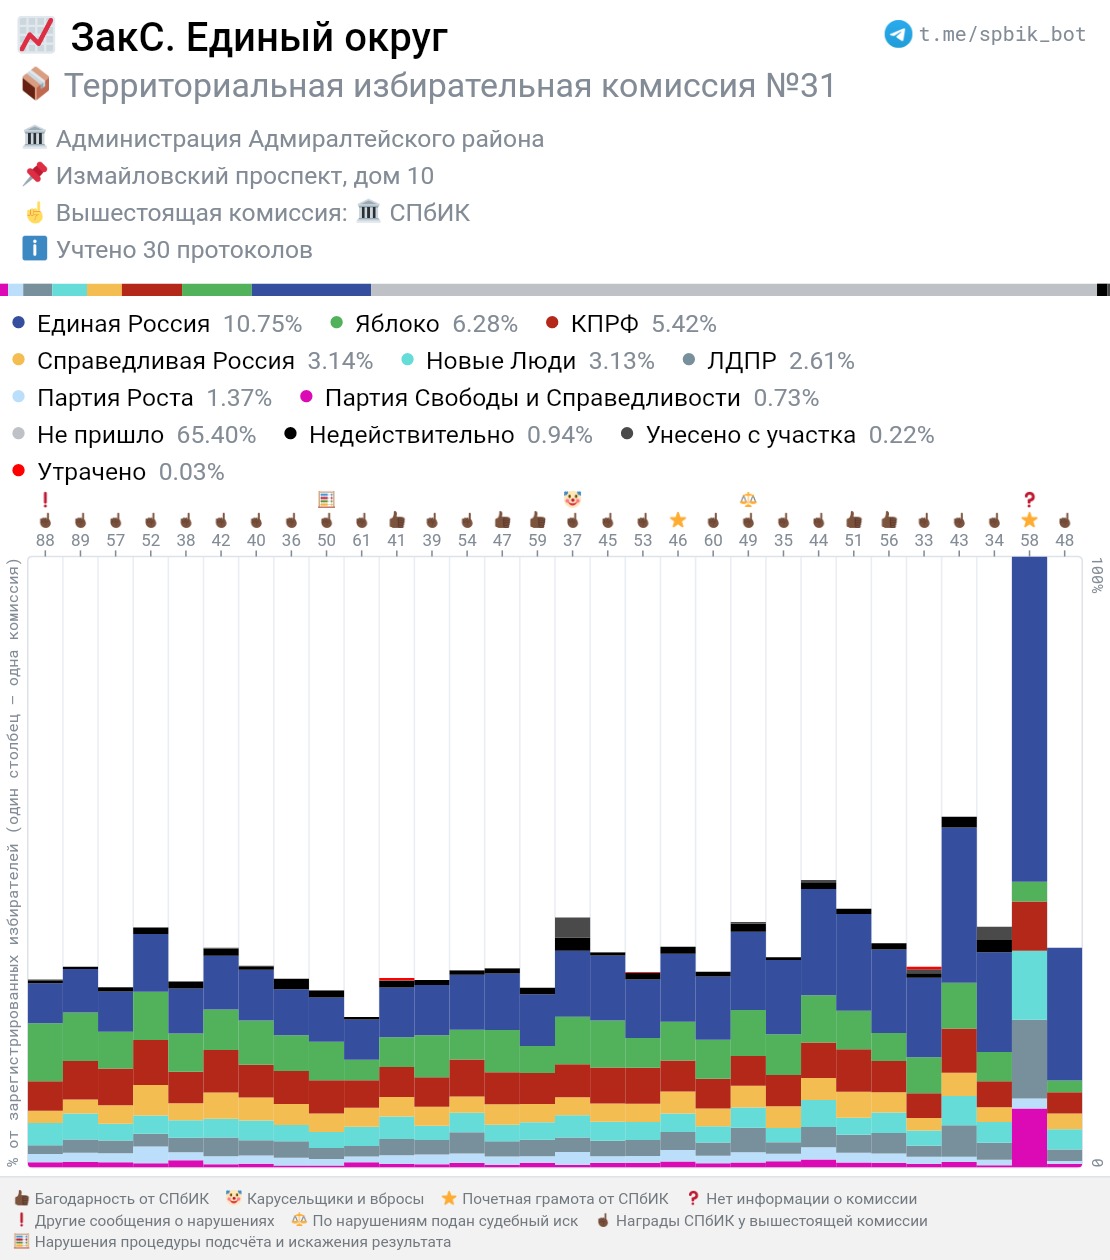 ЗакС. Единый округ
t.me/spbik_bot
Территориальная избирательная комиссия №31
Администрация Адмиралтейского района
Измайловский проспект, дом 10
Вышестоящая комиссия: СПбИК
Учтено 30 протоколов
Единая Россия 10.75% Яблоко 6.28% КПРФ 5.42%
Справедливая Россия 3.14% Новые Люди 3.13% ЛДПР 2.61%
Партия Роста 1.37% Партия Свободы и Справедливости 0.73%
Не пришло 65.40% Недействительно 0.94% Унесено с участка 0.22%
Утрачено 0.03%
88 89 57 52 38 42 40 36 50 61 41 39 54 47 59 37 45 53 46 60 49 35 44 51 56 33 43 34 58 48
% от зарегистрированных избирателей (один столбец – одна комиссия)
100%
0
Багодарность от СПбИК Карусельщики и вбросы Почетная грамота от СПбИК Нет информации о комиссии
Другие сообщения о нарушениях По нарушениям подан судебный иск Награды СПбИК у вышестоящей комиссии
Нарушения процедуры подсчёта и искажения результата